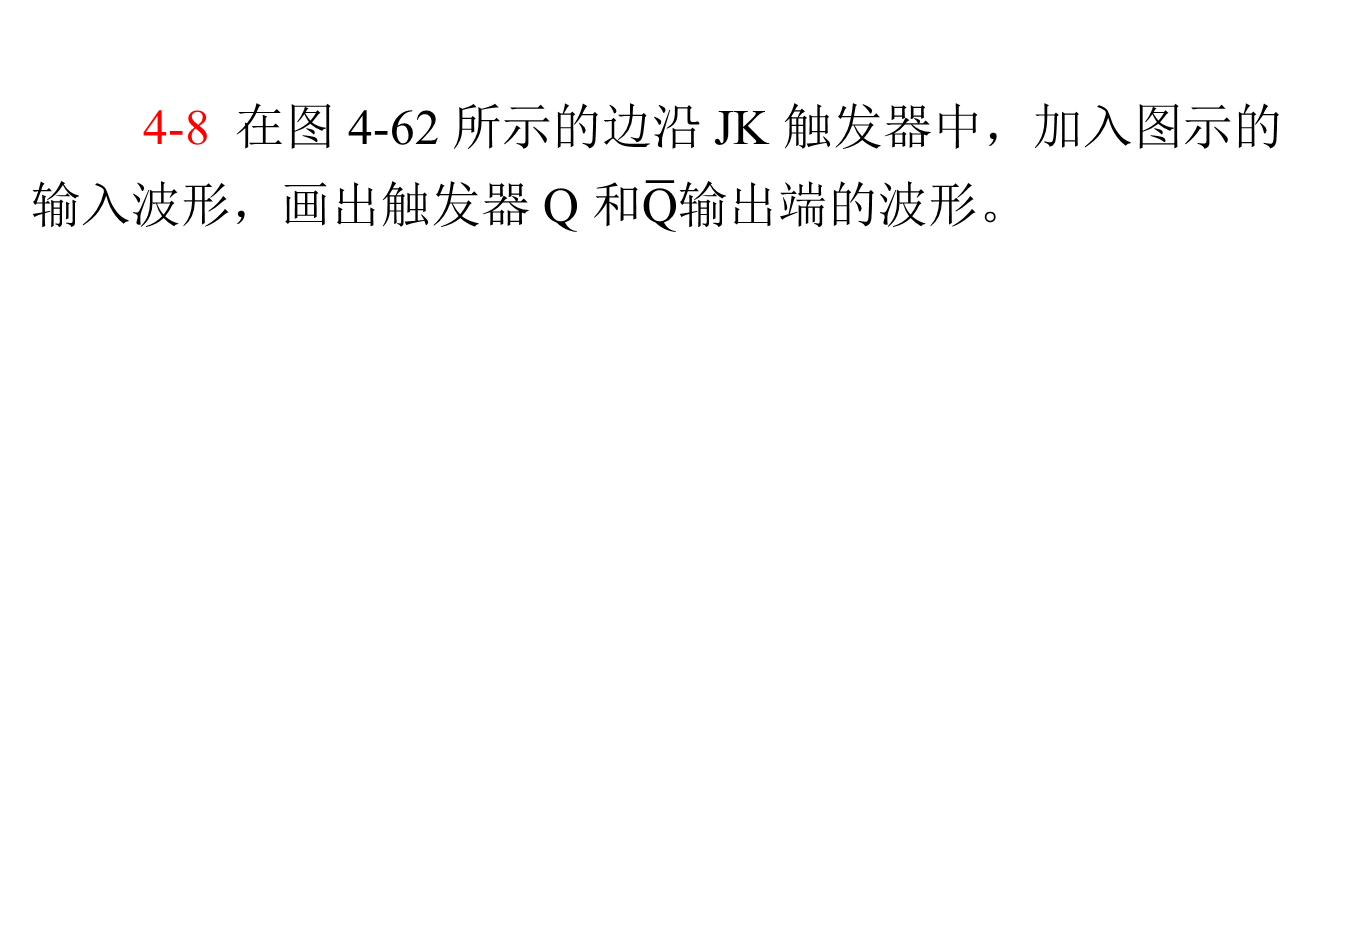 4-8 在图 4-62 所示的边沿 JK 触发器中，加入图示的
输入波形，画出触发器 Q 和Q̅输出端的波形。